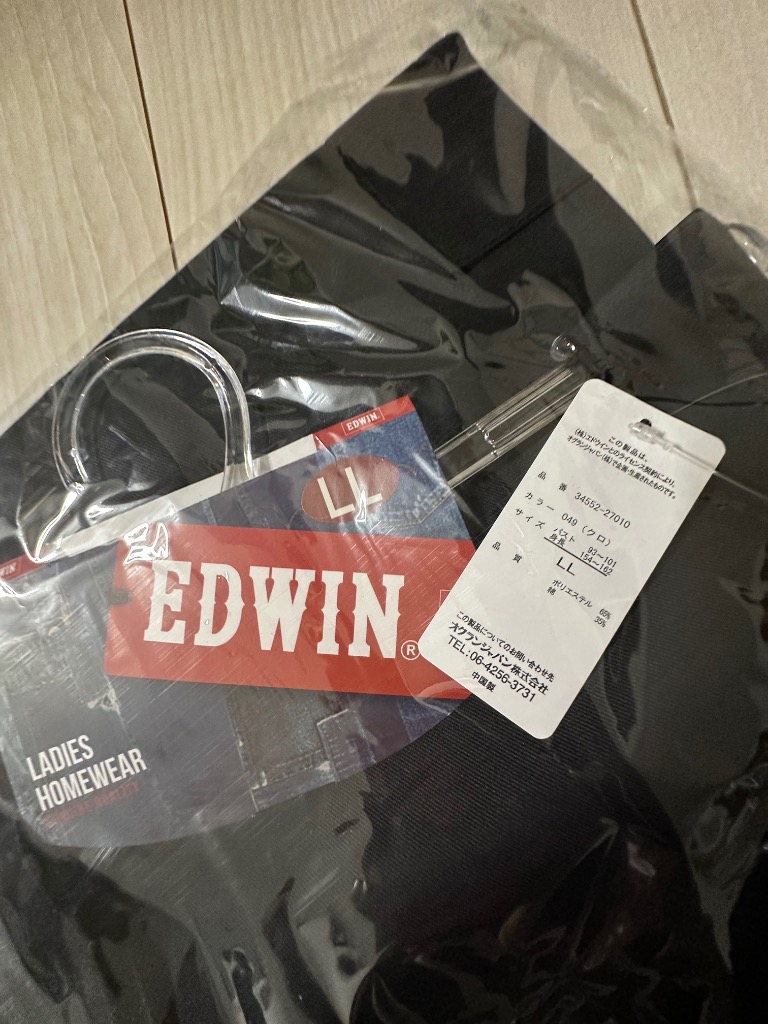 EDWIN
LL
EDWIN®
LADIES
HOMEWEAR
この製品は、
(株)エドウインとのライセンス契約により、
オグランジャパン(株)で企画・生産されたものです。
品 番 34552-27010
カラー 049 (クロ)
サイズ バスト 93〜101
身長 154〜162
LL
品 質 ポリエステル 65%
綿 35%
この製品についてのお問い合わせ先
オグランジャパン株式会社
TEL:06-4256-3731
中国製